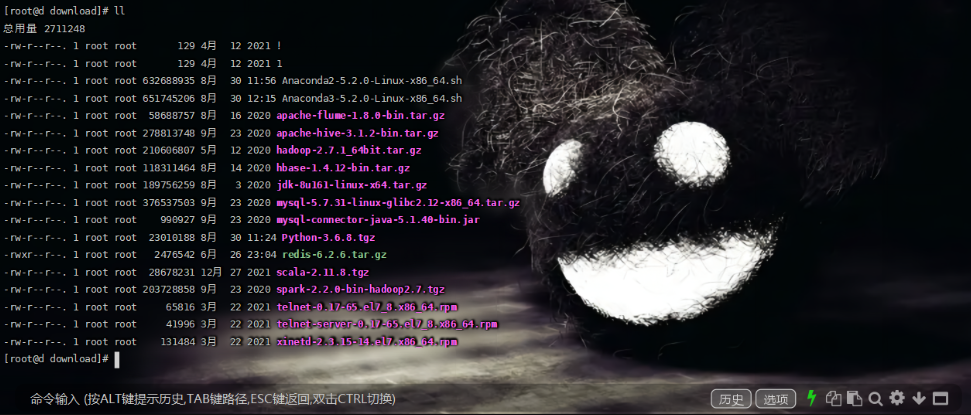 [root@d download]# ll
总用量 2711248
-rw-r--r--. 1 root root       129 4月  12 2021 !
-rw-r--r--. 1 root root       129 4月  12 2021 1
-rw-r--r--. 1 root root 632688935 8月  30 11:56 Anaconda2-5.2.0-Linux-x86_64.sh
-rw-r--r--. 1 root root 651745206 8月  30 12:15 Anaconda3-5.2.0-Linux-x86_64.sh
-rw-r--r--. 1 root root  58688757 8月  16 2020 apache-flume-1.8.0-bin.tar.gz
-rw-r--r--. 1 root root 278813748 9月  23 2020 apache-hive-3.1.2-bin.tar.gz
-rw-r--r--. 1 root root 210606807 5月  12 2020 hadoop-2.7.1_64bit.tar.gz
-rw-r--r--. 1 root root 118311464 8月  14 2020 hbase-1.4.12-bin.tar.gz
-rw-r--r--. 1 root root 189756259 8月   3 2020 jdk-8u161-linux-x64.tar.gz
-rw-r--r--. 1 root root 376537503 9月  23 2020 mysql-5.7.31-linux-glibc2.12-x86_64.tar.gz
-rw-r--r--. 1 root root    990927 9月  23 2020 mysql-connector-java-5.1.40-bin.jar
-rw-r--r--. 1 root root  23010188 8月  30 11:24 Python-3.6.8.tgz
-rwxr--r--. 1 root root   2476542 6月  26 23:04 redis-6.2.6.tar.gz
-rw-r--r--. 1 root root  28678231 12月 27 2021 scala-2.11.8.tgz
-rw-r--r--. 1 root root 203728858 9月  23 2020 spark-2.2.0-bin-hadoop2.7.tgz
-rw-r--r--. 1 root root     65816 3月  22 2021 telnet-0.17-65.el7_8.x86_64.rpm
-rw-r--r--. 1 root root     41996 3月  22 2021 telnet-server-0.17-65.el7_8.x86_64.rpm
-rw-r--r--. 1 root root    131484 3月  22 2021 xinetd-2.3.15-14.el7.x86_64.rpm
[root@d download]#
命令输入 (按ALT键提示历史,TAB键路径,ESC键返回,双击CTRL切换) 历史 选项